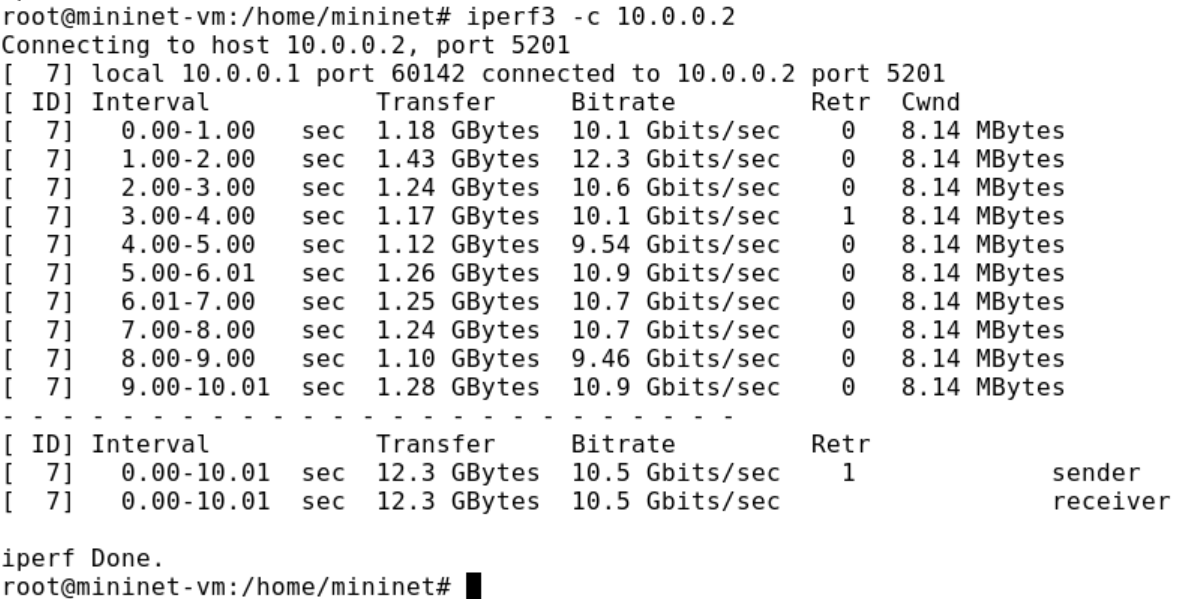 root@mininet-vm:/home/mininet# iperf3 -c 10.0.0.2
Connecting to host 10.0.0.2, port 5201
[  7] local 10.0.0.1 port 60142 connected to 10.0.0.2 port 5201
[ ID] Interval           Transfer     Bitrate         Retr  Cwnd
[  7]   0.00-1.00   sec  1.18 GBytes  10.1 Gbits/sec    0   8.14 MBytes
[  7]   1.00-2.00   sec  1.43 GBytes  12.3 Gbits/sec    0   8.14 MBytes
[  7]   2.00-3.00   sec  1.24 GBytes  10.6 Gbits/sec    0   8.14 MBytes
[  7]   3.00-4.00   sec  1.17 GBytes  10.1 Gbits/sec    1   8.14 MBytes
[  7]   4.00-5.00   sec  1.12 GBytes  9.54 Gbits/sec    0   8.14 MBytes
[  7]   5.00-6.01   sec  1.26 GBytes  10.9 Gbits/sec    0   8.14 MBytes
[  7]   6.01-7.00   sec  1.25 GBytes  10.7 Gbits/sec    0   8.14 MBytes
[  7]   7.00-8.00   sec  1.24 GBytes  10.7 Gbits/sec    0   8.14 MBytes
[  7]   8.00-9.00   sec  1.10 GBytes  9.46 Gbits/sec    0   8.14 MBytes
[  7]   9.00-10.01  sec  1.28 GBytes  10.9 Gbits/sec    0   8.14 MBytes
- - - - - - - - - - - - - - - - - - - - - - - - -
[ ID] Interval           Transfer     Bitrate         Retr
[  7]   0.00-10.01  sec  12.3 GBytes  10.5 Gbits/sec    1             sender
[  7]   0.00-10.01  sec  12.3 GBytes  10.5 Gbits/sec                  receiver
iperf Done.
root@mininet-vm:/home/mininet#